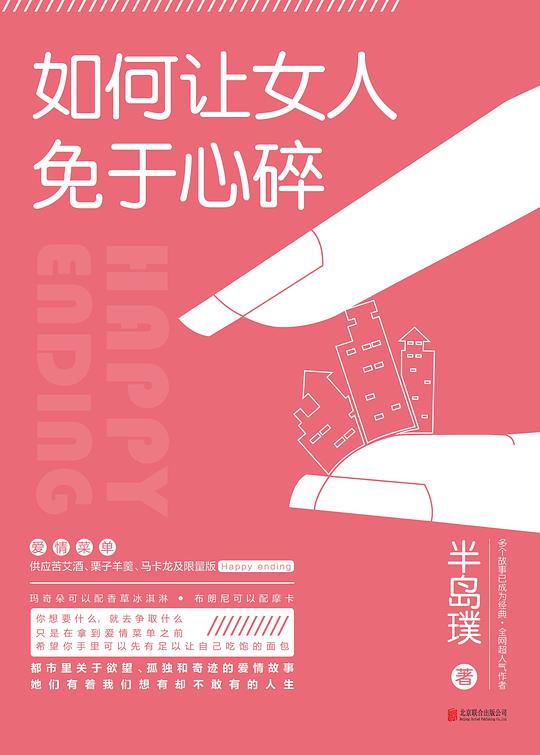 如何让女人
免于心碎
HAPPY
ENDING
爱情菜单
供应苦艾酒、栗子羊羹、马卡龙及限量版 Happy ending
玛奇朵可以配香草冰淇淋 • 布朗尼可以配摩卡
你想要什么，就去争取什么
只是在拿到爱情菜单之前
希望你手里可以先有足以让自己吃饱的面包
都市里关于欲望、孤独和奇迹的爱情故事
她们有着我们想有却不敢有的人生
半岛璞 著
多个故事已成为经典·全网超人气作者
北京联合出版公司